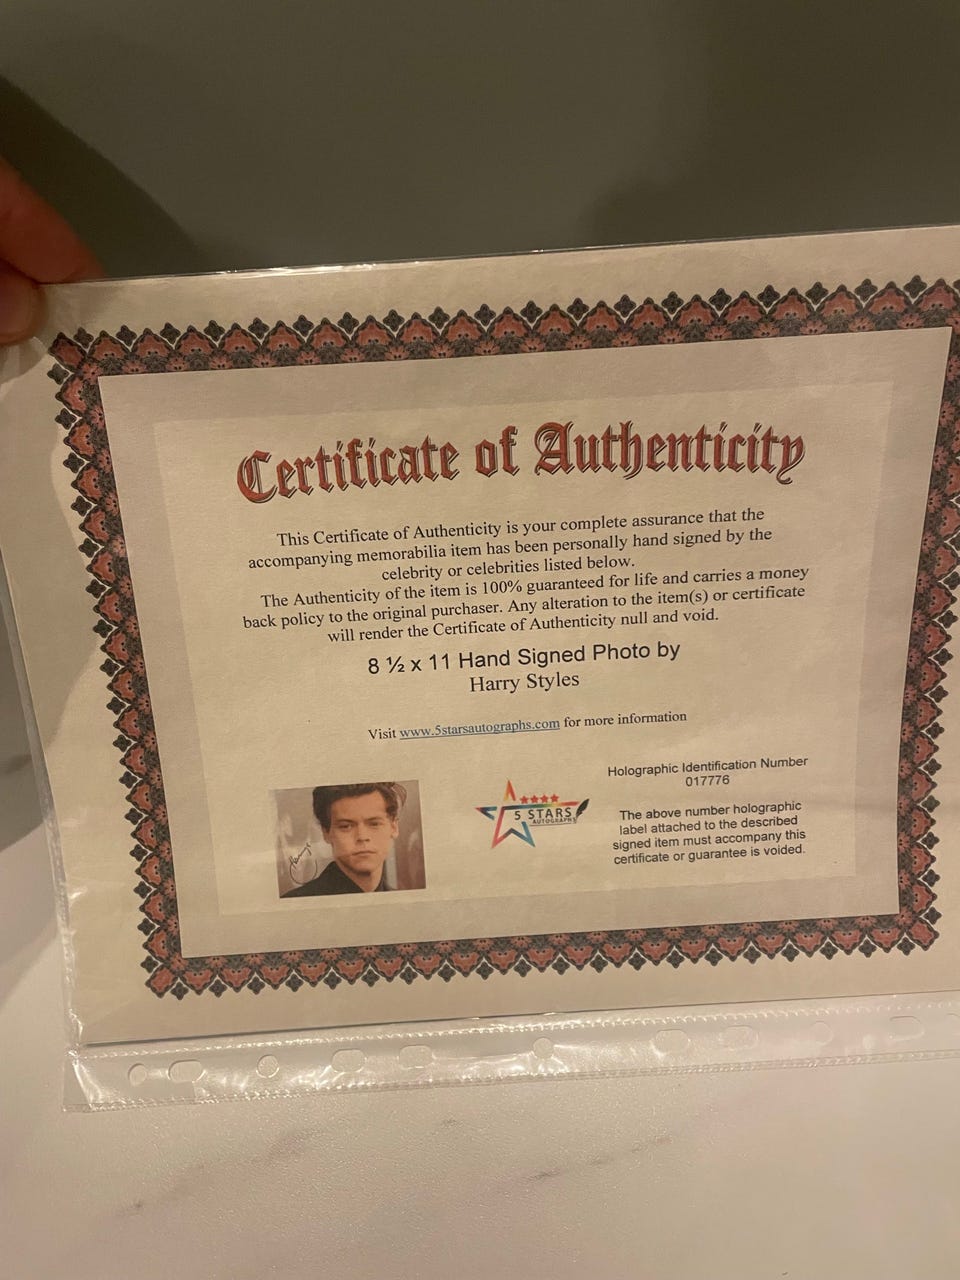 Certificate of Authenticity
This Certificate of Authenticity is your complete assurance that the
accompanying memorabilia item has been personally hand signed by the
celebrity or celebrities listed below.
The Authenticity of the item is 100% guaranteed for life and carries a money
back policy to the original purchaser. Any alteration to the item(s) or certificate
will render the Certificate of Authenticity null and void.
8 ½ x 11 Hand Signed Photo by
Harry Styles
Visit www.5starsautographs.com for more information
5 STARS
AUTOGRAPHS
Holographic Identification Number
017776
The above number holographic
label attached to the described
signed item must accompany this
certificate or guarantee is voided.